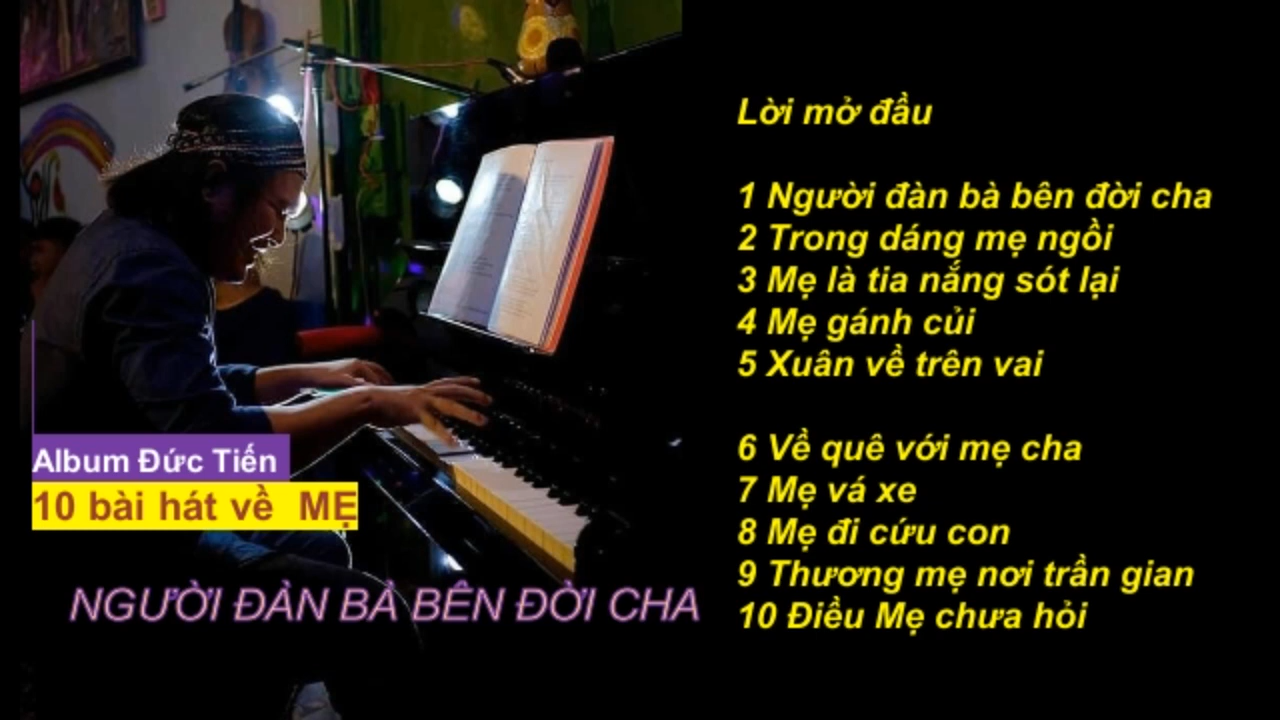 Album Đức Tiến
10 bài hát về MẸ
NGƯỜI ĐÀN BÀ BÊN ĐỜI CHA
Lời mở đầu
1 Người đàn bà bên đời cha
2 Trong dáng mẹ ngồi
3 Mẹ là tia nắng sót lại
4 Mẹ gánh củi
5 Xuân về trên vai
6 Về quê với mẹ cha
7 Mẹ vá xe
8 Mẹ đi cứu con
9 Thương mẹ nơi trần gian
10 Điều Mẹ chưa hỏi